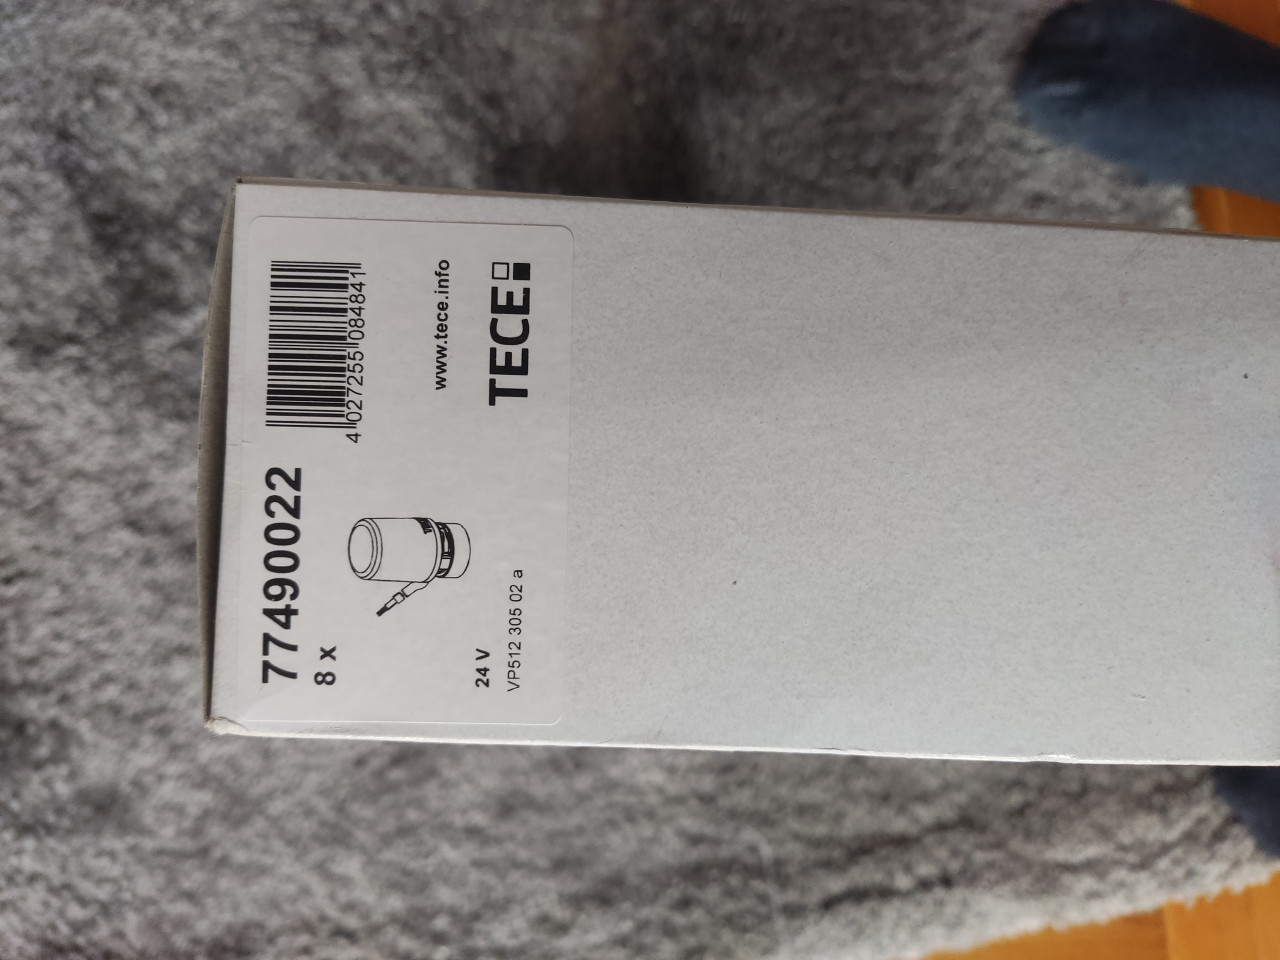 77490022
4 027255 084841
8 x
www.tece.info
24 V
VP512 305 02 a
TECE